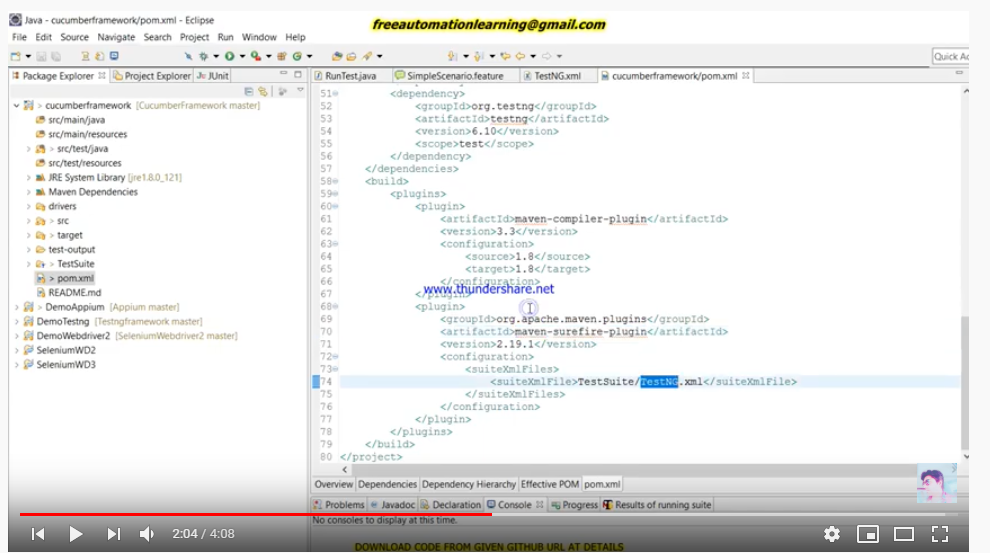 Java - cucumberframework/pom.xml - Eclipse
freeautomationlearning@gmail.com
File Edit Source Navigate Search Project Run Window Help
Package Explorer Project Explorer JUnit
RunTest.java SimpleScenario.feature TestNG.xml cucumberframework/pom.xml
> cucumberframework [CucumberFramework master]
src/main/java
src/main/resources
> src/test/java
src/test/resources
JRE System Library [jre1.8.0_121]
Maven Dependencies
drivers
> src
> target
test-output
> TestSuite
> pom.xml
README.md
> DemoAppium [Appium master]
DemoTestng [Testngframework master]
DemoWebdriver2 [SeleniumWebdriver2 master]
SeleniumWD2
SeleniumWD3
51 <dependency>
52 <groupId>org.testng</groupId>
53 <artifactId>testng</artifactId>
54 <version>6.10</version>
55 <scope>test</scope>
56 </dependency>
57 </dependencies>
58 <build>
59 <plugins>
60 <plugin>
61 <artifactId>maven-compiler-plugin</artifactId>
62 <version>3.3</version>
63 <configuration>
64 <source>1.8</source>
65 <target>1.8</target>
66 </configuration>
www.thundershare.net
67 </plugin>
68 <plugin>
69 <groupId>org.apache.maven.plugins</groupId>
70 <artifactId>maven-surefire-plugin</artifactId>
71 <version>2.19.1</version>
72 <configuration>
73 <suiteXmlFiles>
74 <suiteXmlFile>TestSuite/TestNG.xml</suiteXmlFile>
75 </suiteXmlFiles>
76 </configuration>
77 </plugin>
78 </plugins>
79 </build>
80 </project>
Overview Dependencies Dependency Hierarchy Effective POM pom.xml
Problems Javadoc Declaration Console Progress Results of running suite
No consoles to display at this time.
2:04 / 4:08
DOWNLOAD CODE FROM GIVEN GITHUB URL AT DETAILS